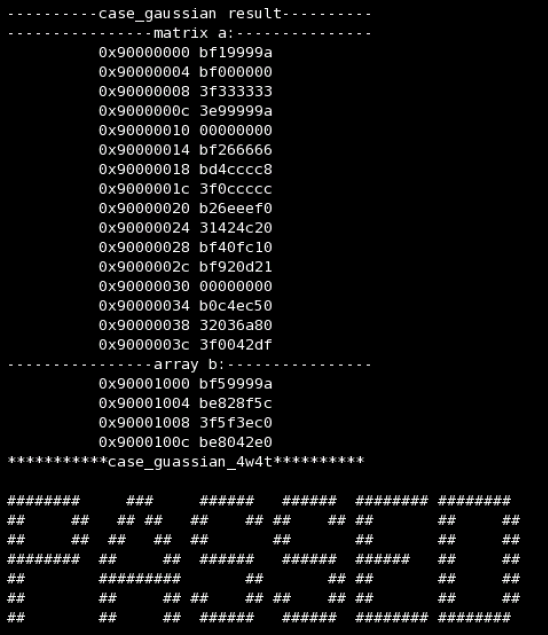 ----------case_gaussian result----------
----------------matrix a:---------------
          0x90000000 bf19999a
          0x90000004 bf000000
          0x90000008 3f333333
          0x9000000c 3e99999a
          0x90000010 00000000
          0x90000014 bf266666
          0x90000018 bd4cccc8
          0x9000001c 3f0ccccc
          0x90000020 b26eeef0
          0x90000024 31424c20
          0x90000028 bf40fc10
          0x9000002c bf920d21
          0x90000030 00000000
          0x90000034 b0c4ec50
          0x90000038 32036a80
          0x9000003c 3f0042df
----------------array b:----------------
          0x90001000 bf59999a
          0x90001004 be828f5c
          0x90001008 3f5f3ec0
          0x9000100c be8042e0
***********case_guassian_4w4t**********

########     ###     ######   ######  ######## ########
##     ##   ## ##   ##    ## ##    ## ##       ##     ##
##     ##  ##   ##  ##       ##       ##       ##     ##
########  ##     ##  ######   ######  ######   ##     ##
##        #########       ##       ## ##       ##     ##
##        ##     ## ##    ## ##    ## ##       ##     ##
##        ##     ##  ######   ######  ######## ########